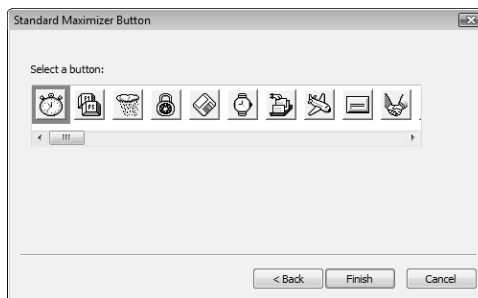 Standard Maximizer Button
Select a button:
< Back
Finish
Cancel